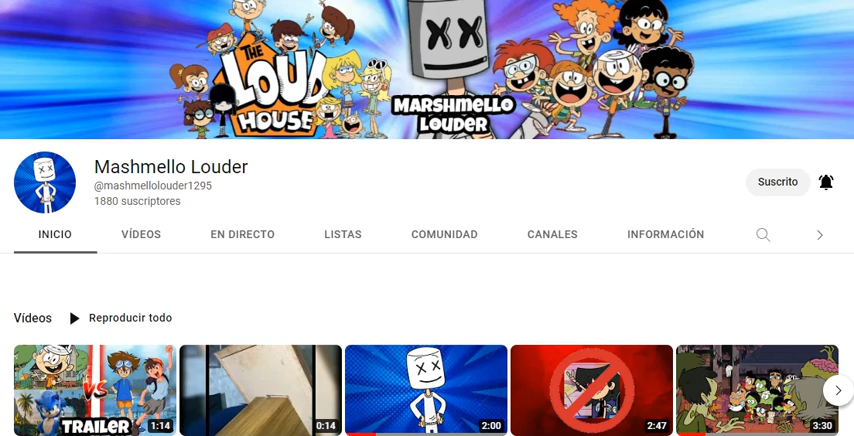 THE
LOUD
HOUSE
MARSHMELLO
LOUDER
Mashmello Louder
@mashmellolouder1295
1880 suscriptores
Suscrito
INICIO VÍDEOS EN DIRECTO LISTAS COMUNIDAD CANALES INFORMACIÓN
Vídeos Reproducir todo
VS
TRAILER
1:14 0:14 2:00 2:47 3:30